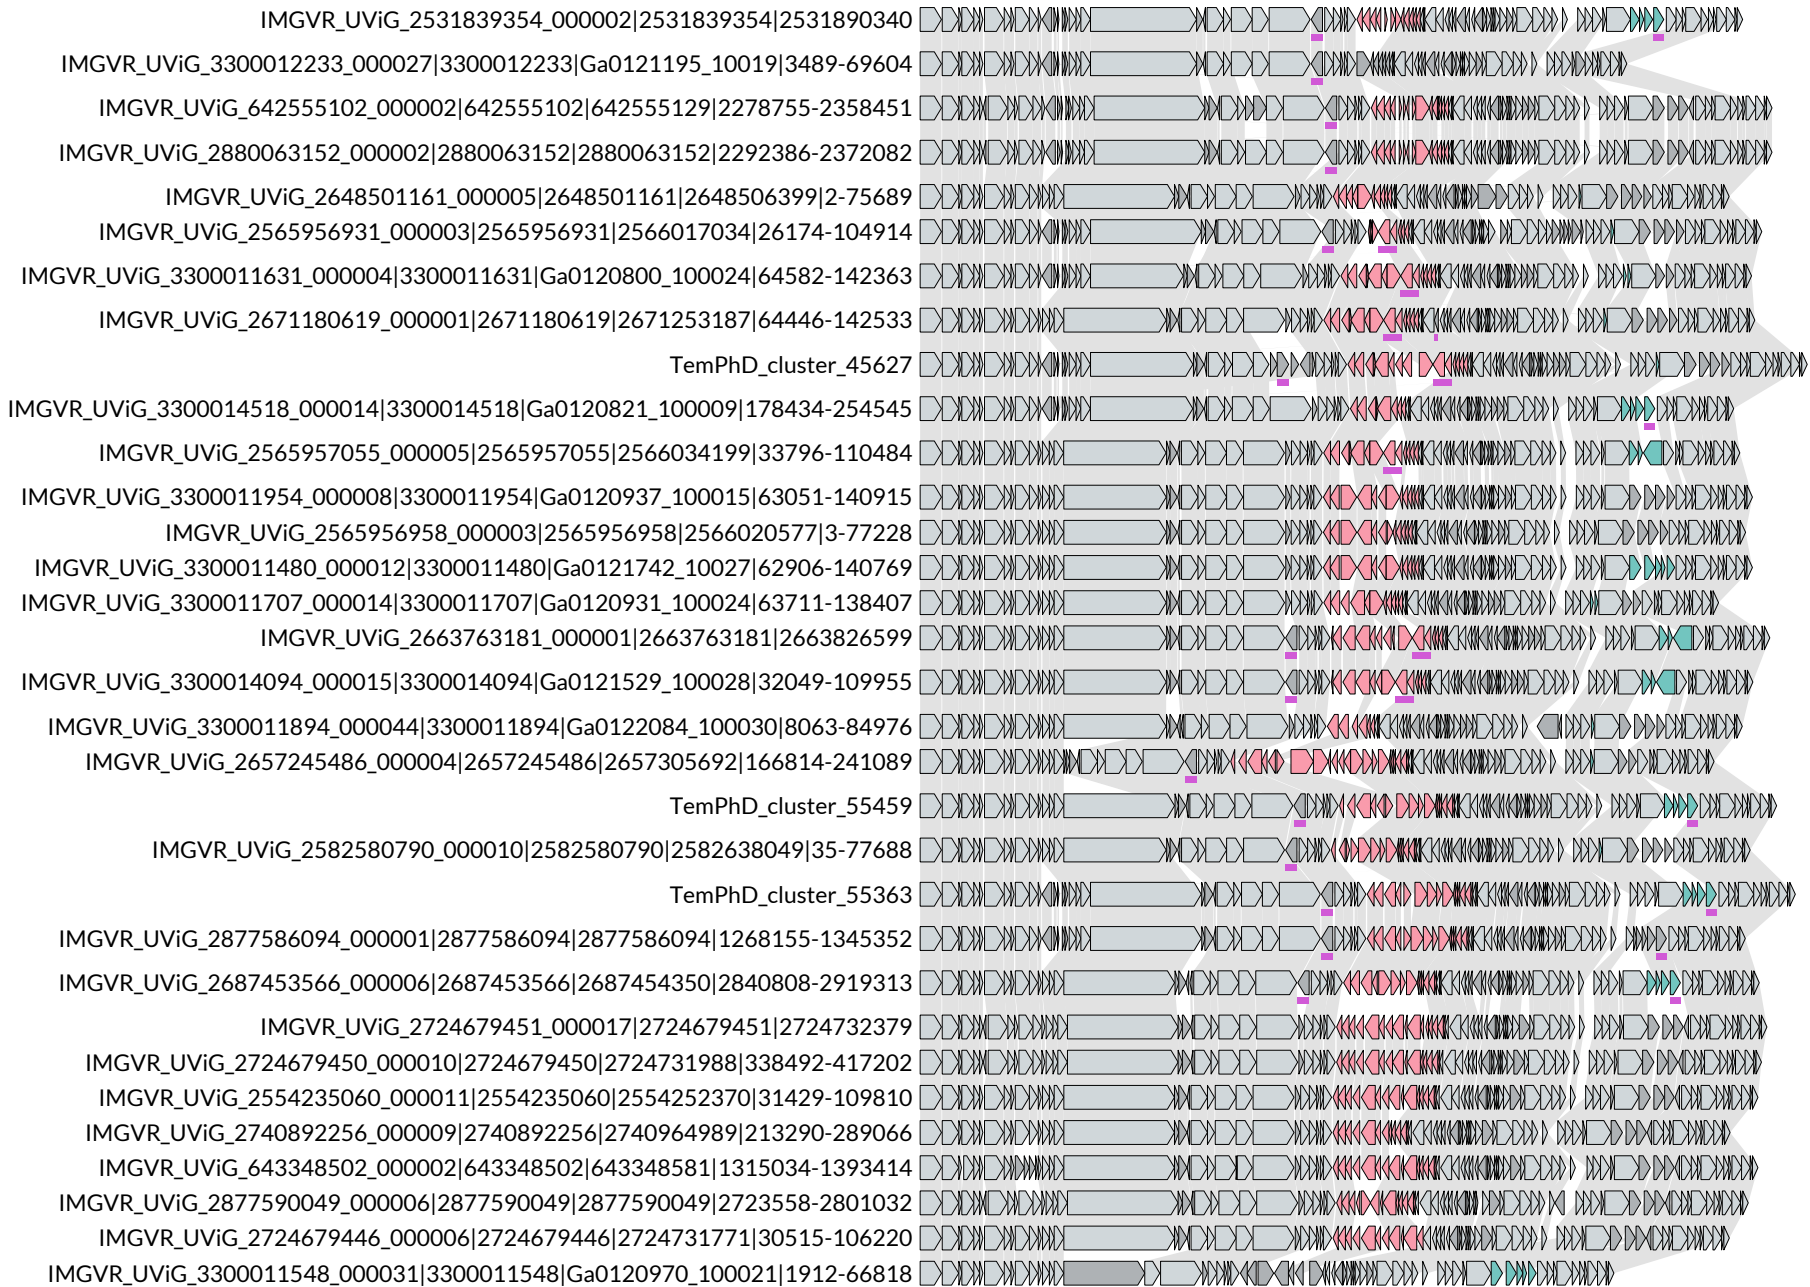 IMGVR_UViG_2531839354_000002|2531839354|2531890340
IMGVR_UViG_3300012233_000027|3300012233|Ga0121195_10019|3489-69604
IMGVR_UViG_642555102_000002|642555102|642555129|2278755-2358451
IMGVR_UViG_2880063152_000002|2880063152|2880063152|2292386-2372082
IMGVR_UViG_2648501161_000005|2648501161|2648506399|2-75689
IMGVR_UViG_2565956931_000003|2565956931|2566017034|26174-104914
IMGVR_UViG_3300011631_000004|3300011631|Ga0120800_100024|64582-142363
IMGVR_UViG_2671180619_000001|2671180619|2671253187|64446-142533
TemPhD_cluster_45627
IMGVR_UViG_3300014518_000014|3300014518|Ga0120821_100009|178434-254545
IMGVR_UViG_2565957055_000005|2565957055|2566034199|33796-110484
IMGVR_UViG_3300011954_000008|3300011954|Ga0120937_100015|63051-140915
IMGVR_UViG_2565956958_000003|2565956958|2566020577|3-77228
IMGVR_UViG_3300011480_000012|3300011480|Ga0121742_10027|62906-140769
IMGVR_UViG_3300011707_000014|3300011707|Ga0120931_100024|63711-138407
IMGVR_UViG_2663763181_000001|2663763181|2663826599
IMGVR_UViG_3300014094_000015|3300014094|Ga0121529_100028|32049-109955
IMGVR_UViG_3300011894_000044|3300011894|Ga0122084_100030|8063-84976
IMGVR_UViG_2657245486_000004|2657245486|2657305692|166814-241089
TemPhD_cluster_55459
IMGVR_UViG_2582580790_000010|2582580790|2582638049|35-77688
TemPhD_cluster_55363
IMGVR_UViG_2877586094_000001|2877586094|2877586094|1268155-1345352
IMGVR_UViG_2687453566_000006|2687453566|2687454350|2840808-2919313
IMGVR_UViG_2724679451_000017|2724679451|2724732379
IMGVR_UViG_2724679450_000010|2724679450|2724731988|338492-417202
IMGVR_UViG_2554235060_000011|2554235060|2554252370|31429-109810
IMGVR_UViG_2740892256_000009|2740892256|2740964989|213290-289066
IMGVR_UViG_643348502_000002|643348502|643348581|1315034-1393414
IMGVR_UViG_2877590049_000006|2877590049|2877590049|2723558-2801032
IMGVR_UViG_2724679446_000006|2724679446|2724731771|30515-106220
IMGVR_UViG_3300011548_000031|3300011548|Ga0120970_100021|1912-66818